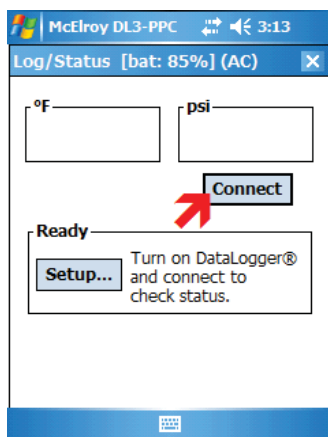 McElroy DL3-PPC 3:13
Log/Status [bat: 85%] (AC)
°F psi
Connect
Ready
Setup...
Turn on DataLogger®
and connect to
check status.